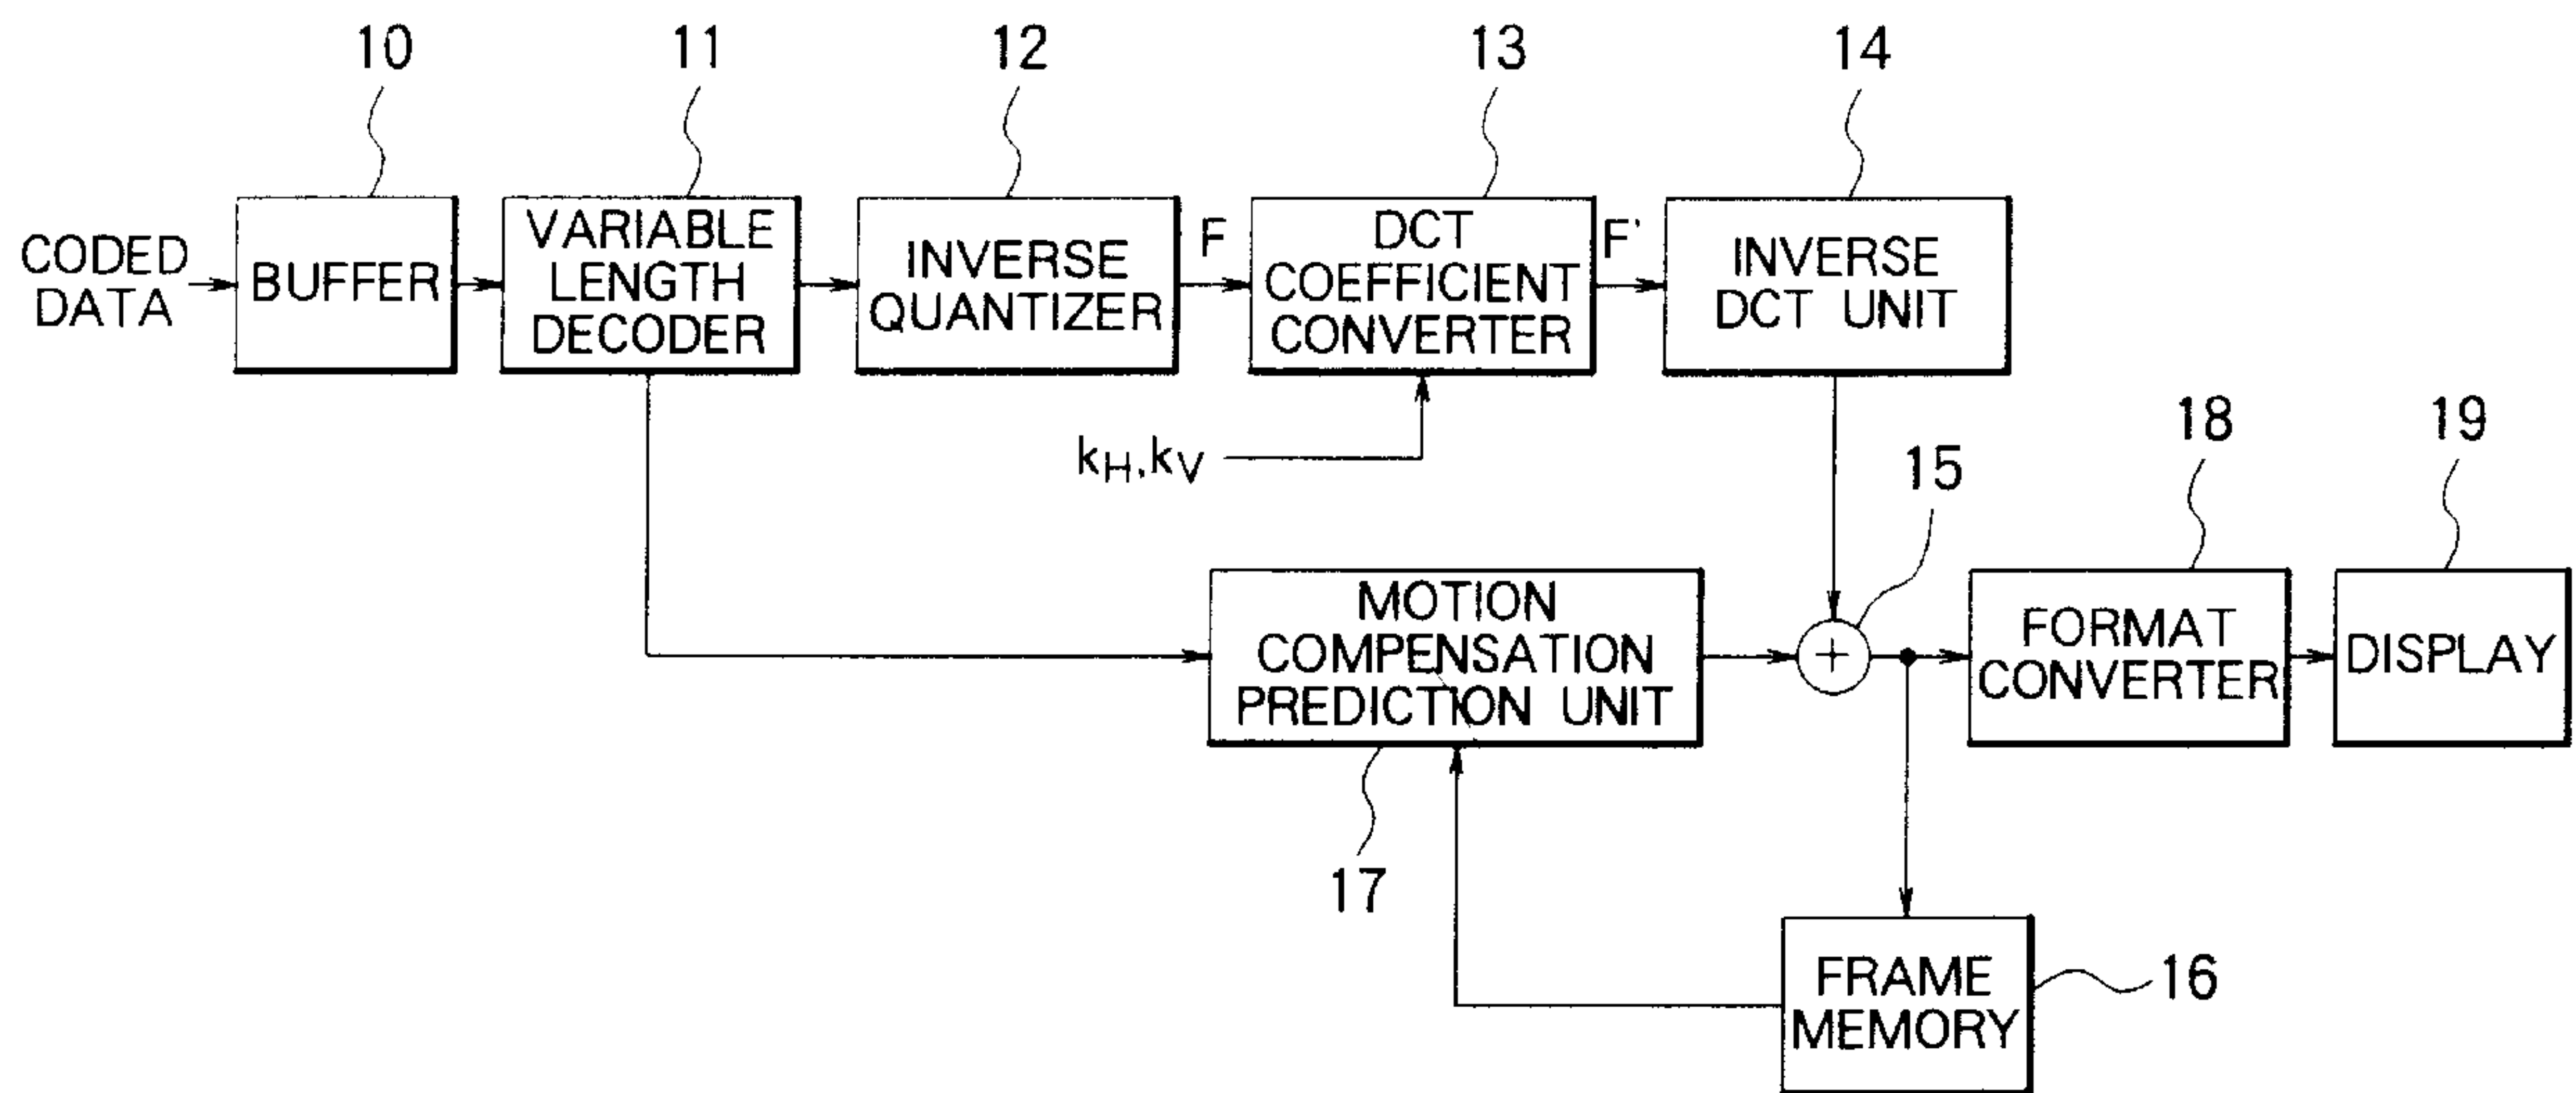 10
11
12
13
14
CODED
DATA
BUFFER
VARIABLE
LENGTH
DECODER
INVERSE
QUANTIZER
F
DCT
COEFFICIENT
CONVERTER
F'
INVERSE
DCT UNIT
kH,kV
15
18
19
MOTION
COMPENSATION
PREDICTION UNIT
+
FORMAT
CONVERTER
DISPLAY
17
FRAME
MEMORY
16